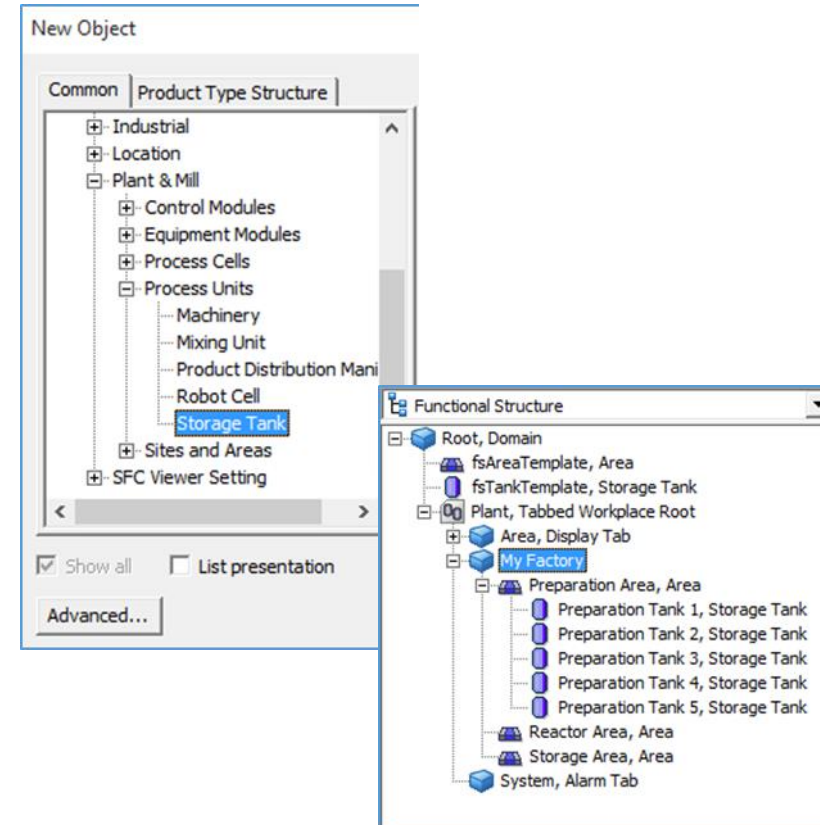 New Object
Common Product Type Structure
Industrial
Location
Plant & Mill
Control Modules
Equipment Modules
Process Cells
Process Units
Machinery
Mixing Unit
Product Distribution Mani
Robot Cell
Storage Tank
Sites and Areas
SFC Viewer Setting
Show all List presentation
Advanced...
Functional Structure
Root, Domain
fsAreaTemplate, Area
fsTankTemplate, Storage Tank
Plant, Tabbed Workplace Root
Area, Display Tab
My Factory
Preparation Area, Area
Preparation Tank 1, Storage Tank
Preparation Tank 2, Storage Tank
Preparation Tank 3, Storage Tank
Preparation Tank 4, Storage Tank
Preparation Tank 5, Storage Tank
Reactor Area, Area
Storage Area, Area
System, Alarm Tab